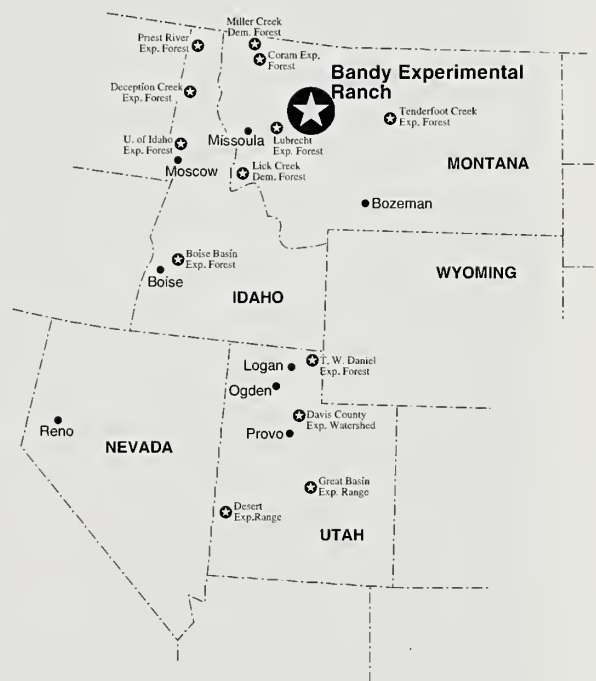 Miller Creek
Dem. Forest
Priest River
Exp. Forest
Coram Exp.
Forest
Bandy Experimental
Ranch
Deception Creek
Exp. Forest
Tenderfoot Creek
Exp. Forest
U. of Idaho
Exp. Forest
Missoula
Lubrecht
Exp. Forest
Moscow
Lick Creek
Dem. Forest
MONTANA
Bozeman
Boise Basin
Exp. Forest
Boise
WYOMING
IDAHO
Logan
T. W. Daniel
Exp. Forest
Ogden
Davis County
Exp. Watershed
Reno
Provo
NEVADA
Great Basin
Exp. Range
Desert
Exp.Range
UTAH